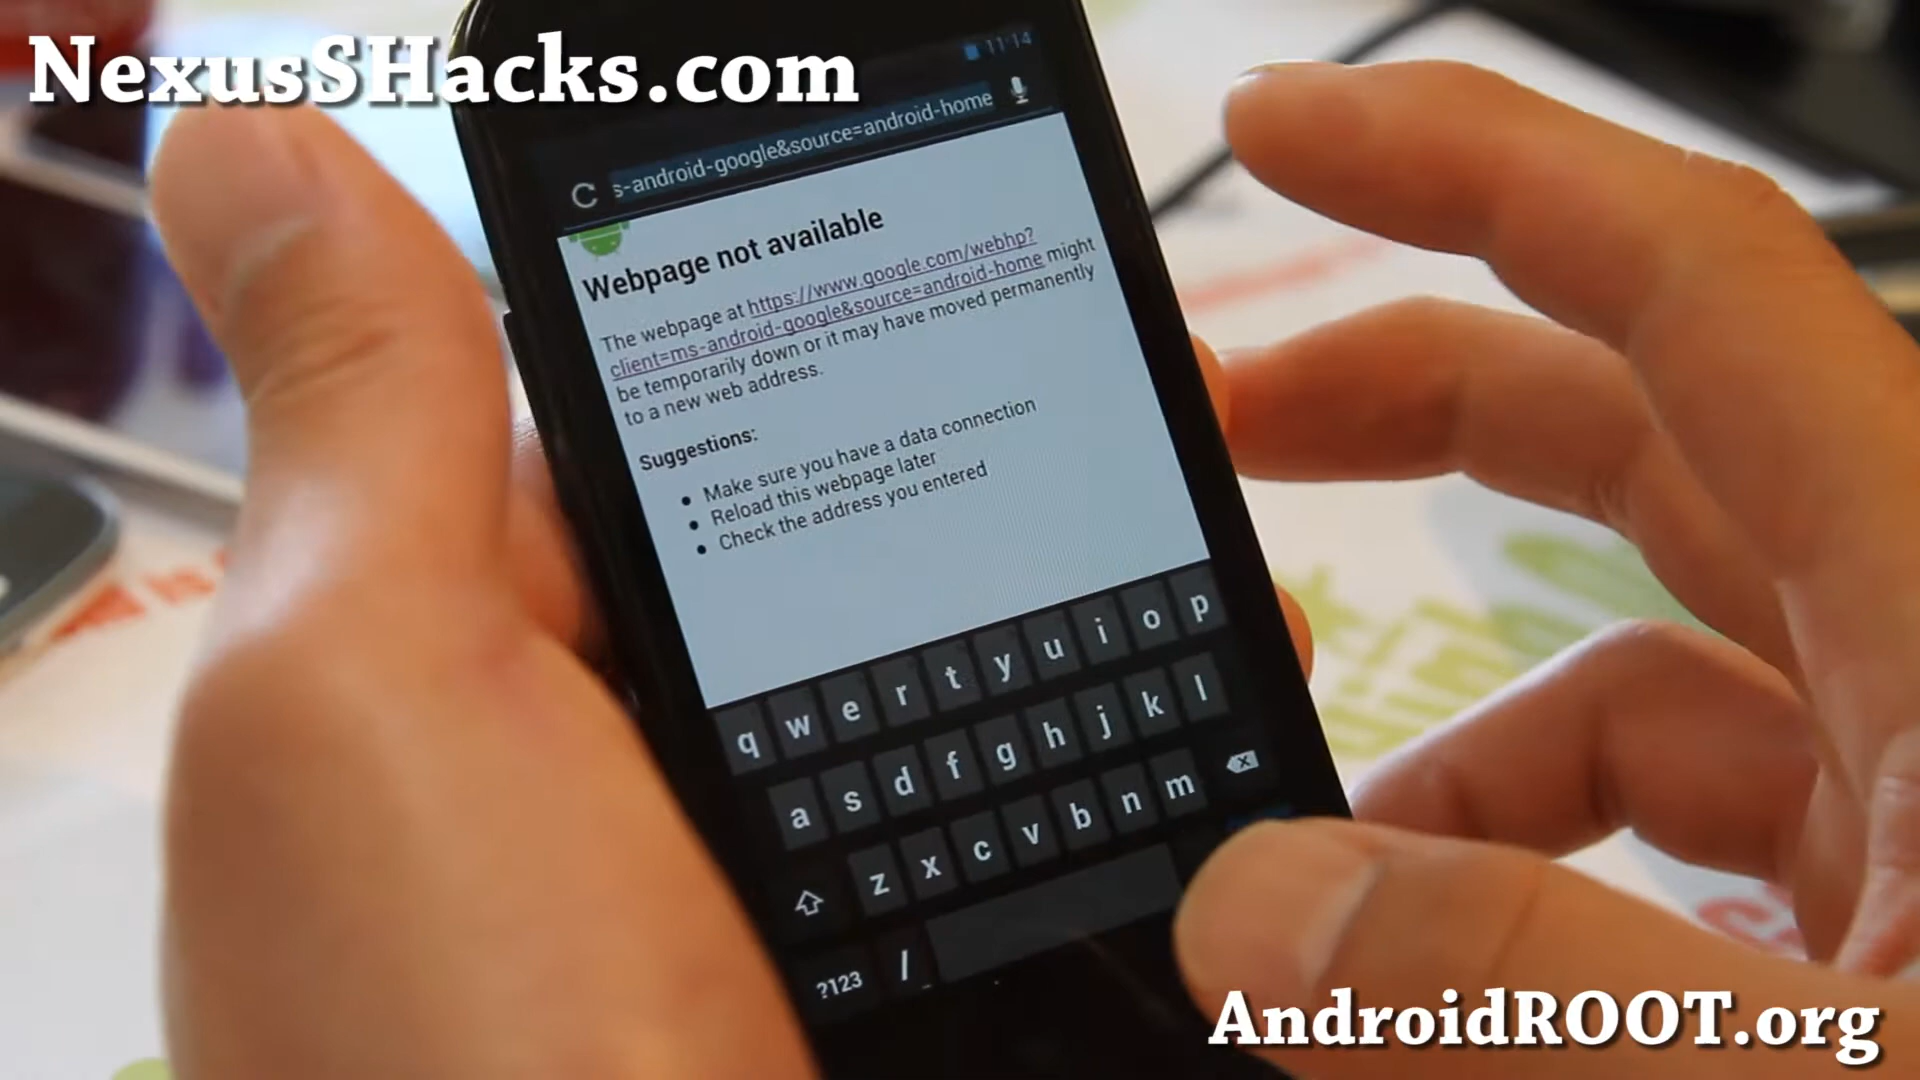 NexusSHacks.com
11:14
s-android-google&source=android-home
Webpage not available
The webpage at https://www.google.com/webhp?
client=ms-android-google&source=android-home might
be temporarily down or it may have moved permanently
to a new web address.
Suggestions:
• Make sure you have a data connection
• Reload this webpage later
• Check the address you entered
q w e r t y u i o p
a s d f g h j k l
z x c v b n m
?123 /
AndroidROOT.org